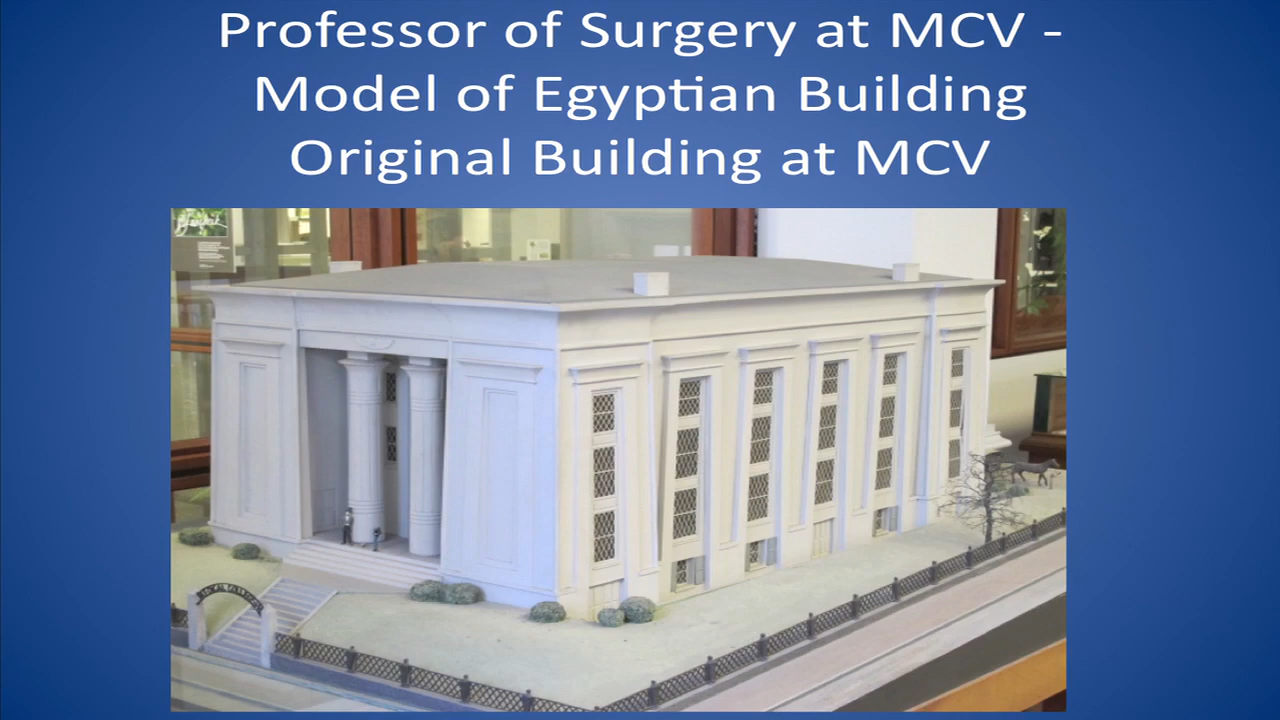 Professor of Surgery at MCV -
Model of Egyptian Building
Original Building at MCV